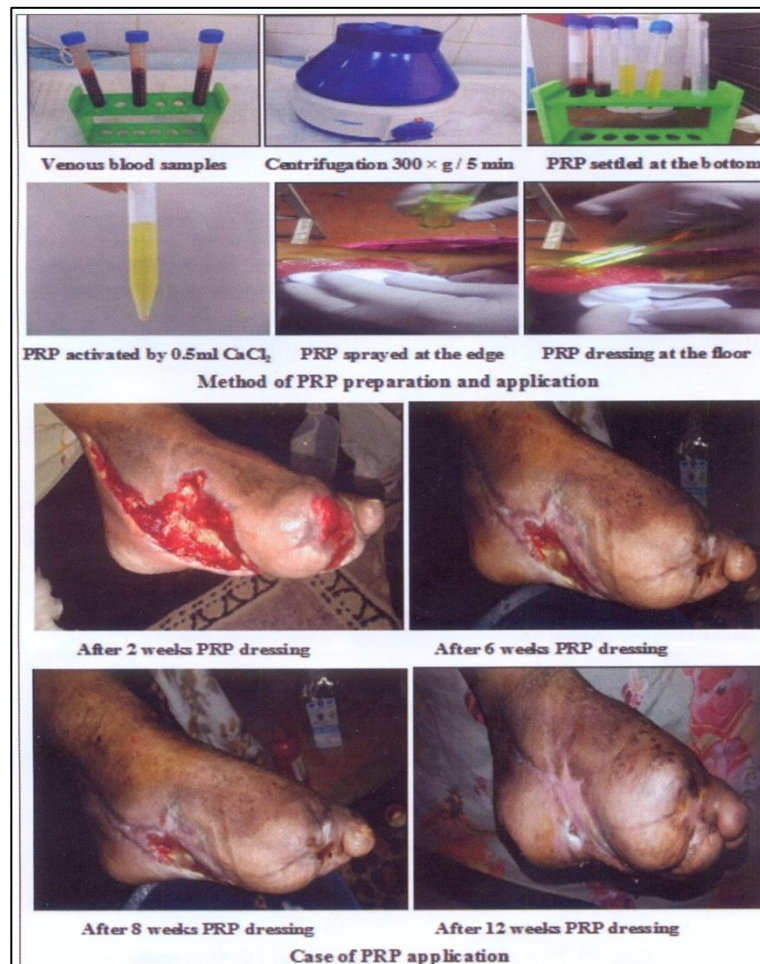 Venous blood samples
Centrifugation 300 × g / 5 min
PRP settled at the bottom
PRP activated by 0.5ml CaCl₂
PRP sprayed at the edge
PRP dressing at the floor
Method of PRP preparation and application
After 2 weeks PRP dressing
After 6 weeks PRP dressing
After 8 weeks PRP dressing
After 12 weeks PRP dressing
Case of PRP application